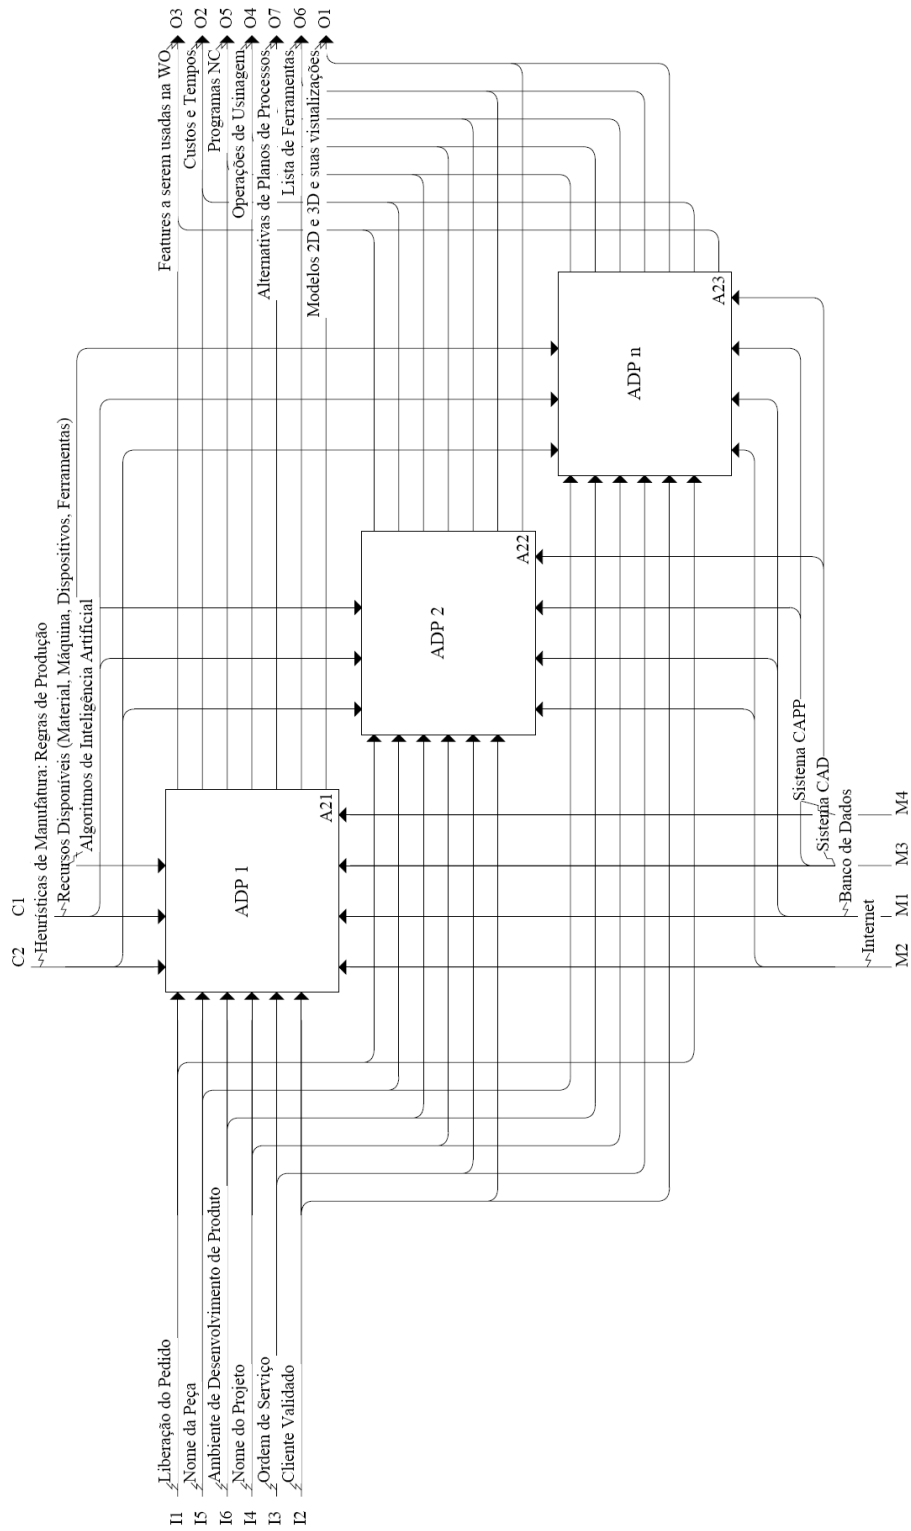 C2
C1
Heurísticas de Manufatura: Regras de Produção
Recursos Disponíveis (Material, Máquina, Dispositivos, Ferramentas)
Algoritmos de Inteligência Artificial
I1
Liberação do Pedido
I5
Nome da Peça
I6
Ambiente de Desenvolvimento de Produto
I4
Nome do Projeto
I3
Ordem de Serviço
I2
Cliente Validado
ADP 1
A21
ADP 2
A22
ADP n
A23
Features a serem usadas na WO
O3
Custos e Tempos
O2
Programas NC
O5
Operações de Usinagem
O4
Alternativas de Planos de Processos
O7
Lista de Ferramentas
O6
Modelos 2D e 3D e suas visualizações
O1
Sistema CAPP
Sistema CAD
Banco de Dados
Internet
M2
M1
M3
M4